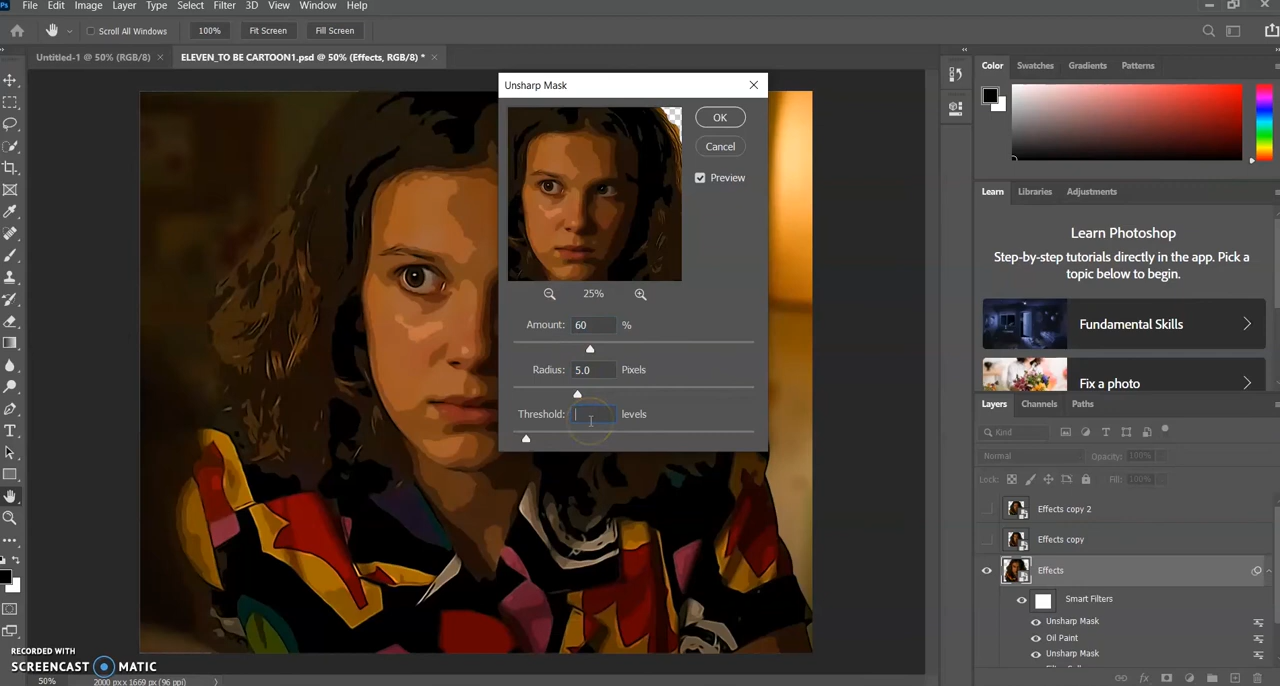 Ps File Edit Image Layer Type Select Filter 3D View Window Help
Scroll All Windows 100% Fit Screen Fill Screen
Untitled-1 @ 50% (RGB/8) × ELEVEN_TO BE CARTOON1.psd @ 50% (Effects, RGB/8) * ×
Unsharp Mask
OK
Cancel
Preview
25%
Amount: 60 %
Radius: 5.0 Pixels
Threshold: levels
Color Swatches Gradients Patterns
Learn Libraries Adjustments
Learn Photoshop
Step-by-step tutorials directly in the app. Pick a
topic below to begin.
Fundamental Skills
Fix a photo
Layers Channels Paths
Kind
Normal Opacity: 100%
Lock: Fill: 100%
Effects copy 2
Effects copy
Effects
Smart Filters
Unsharp Mask
Oil Paint
Unsharp Mask
RECORDED WITH
SCREENCAST MATIC
50% 2000 px x 1669 px (96 ppi)